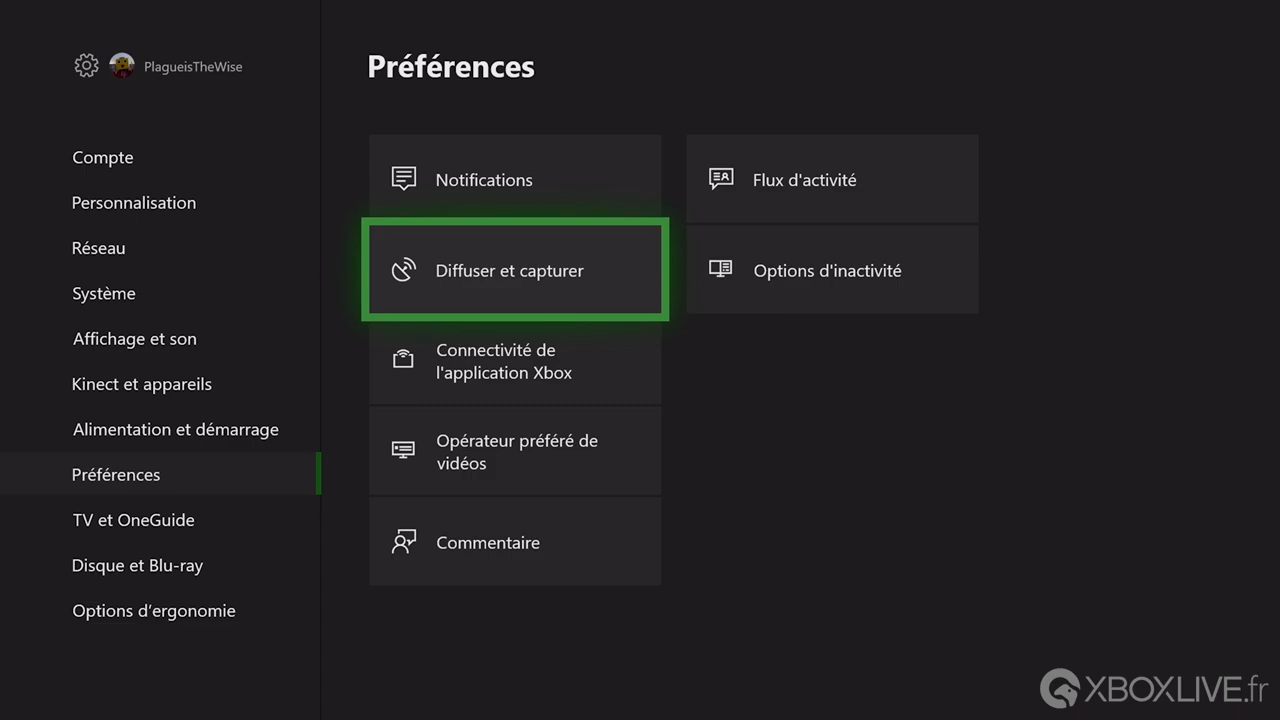 PlagueisTheWise
Compte
Personnalisation
Réseau
Système
Affichage et son
Kinect et appareils
Alimentation et démarrage
Préférences
TV et OneGuide
Disque et Blu-ray
Options d’ergonomie
Préférences
Notifications
Diffuser et capturer
Connectivité de
l'application Xbox
Opérateur préféré de
vidéos
Commentaire
Flux d'activité
Options d'inactivité
XBOXLIVE.fr